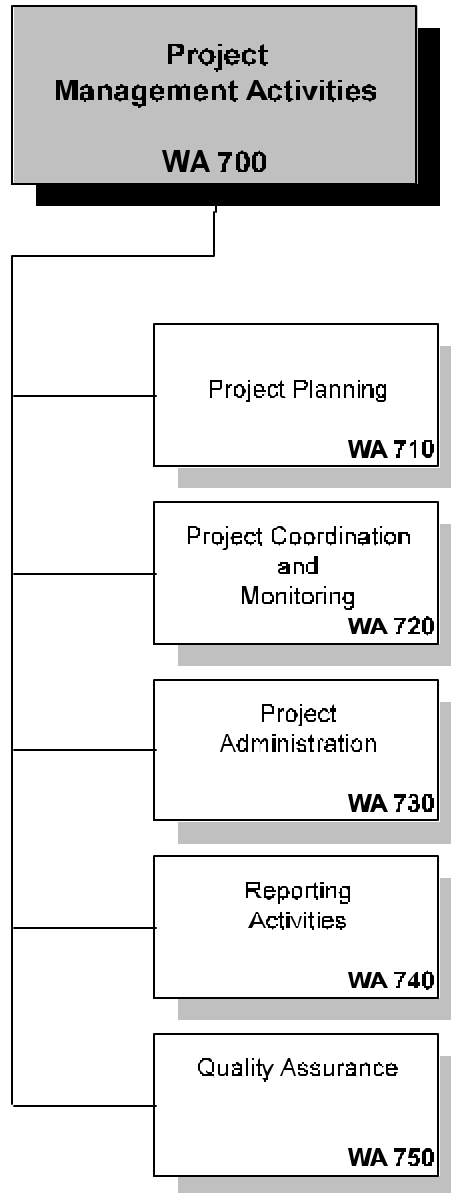 Project
Management Activities
WA 700
Project Planning
WA 710
Project Coordination
and
Monitoring
WA 720
Project
Administration
WA 730
Reporting
Activities
WA 740
Quality Assurance
WA 750